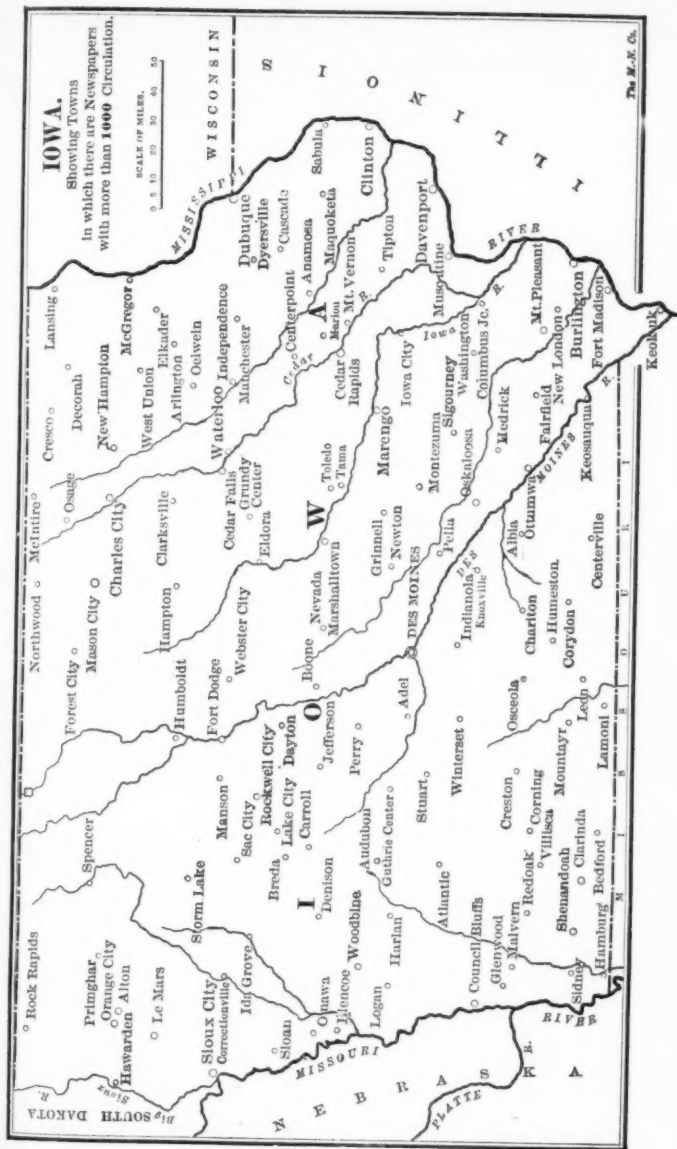 IOWA.
Showing Towns
in which there are Newspapers
with more than 1000 Circulation.
SCALE OF MILES.
0 5 10 20 30 40 50
WISCONSIN
ILLINOIS
MISSISSIPPI
RIVER
SOUTH DAKOTA
Big
Sioux
R.
NEBRASKA
PLATTE
R.
MISSOURI
RIVER
MISSOURI
IOWA
Rock Rapids
Spencer
Forest City
Northwood
McIntire
Cresco
Lansing
Primghar
Orange City
Alton
Hawarden
Le Mars
Mason City
Osage
Decorah
New Hampton
Charles City
McGregor
West Union
Elkader
Arlington
Oelwein
Storm Lake
Humboldt
Hampton
Clarksville
Sioux City
Correctionville
Ida Grove
Manson
Sac City
Fort Dodge
Webster City
Rockwell City
Lake City
Dayton
Breda
Carroll
Jefferson
Eldora
Cedar Falls
Grundy
Center
Waterloo
Independence
Manchester
Dubuque
Dyersville
Cascade
Sloan
Onawa
Blencoe
Denison
Woodbine
Boone
Nevada
Marshalltown
Toledo
Tama
Cedar
Centerpoint
Marion
Cedar
Rapids
Mt. Vernon
R.
Anamosa
Maquoketa
Sabula
Clinton
Logan
Harlan
Audubon
Guthrie Center
Perry
Adel
DES MOINES
Grinnell
Newton
Marengo
Iowa City
Iowa
R.
Tipton
Davenport
Muscatine
Council Bluffs
Atlantic
Stuart
Winterset
Indianola
Knoxville
Pella
Montezuma
Oskaloosa
Sigourney
Washington
Columbus Jc.
Glenwood
Malvern
Redoak
Villisca
Corning
Creston
Osceola
Chariton
Albia
Ottumwa
Hedrick
Fairfield
Mt. Pleasant
New London
Burlington
Sidney
Hamburg
Shenandoah
Clarinda
Bedford
Mountayr
Leon
Lamoni
Humeston
Corydon
Centerville
Keosauqua
Fort Madison
Keokuk
DES
MOINES
R.
The M.-N. Co.